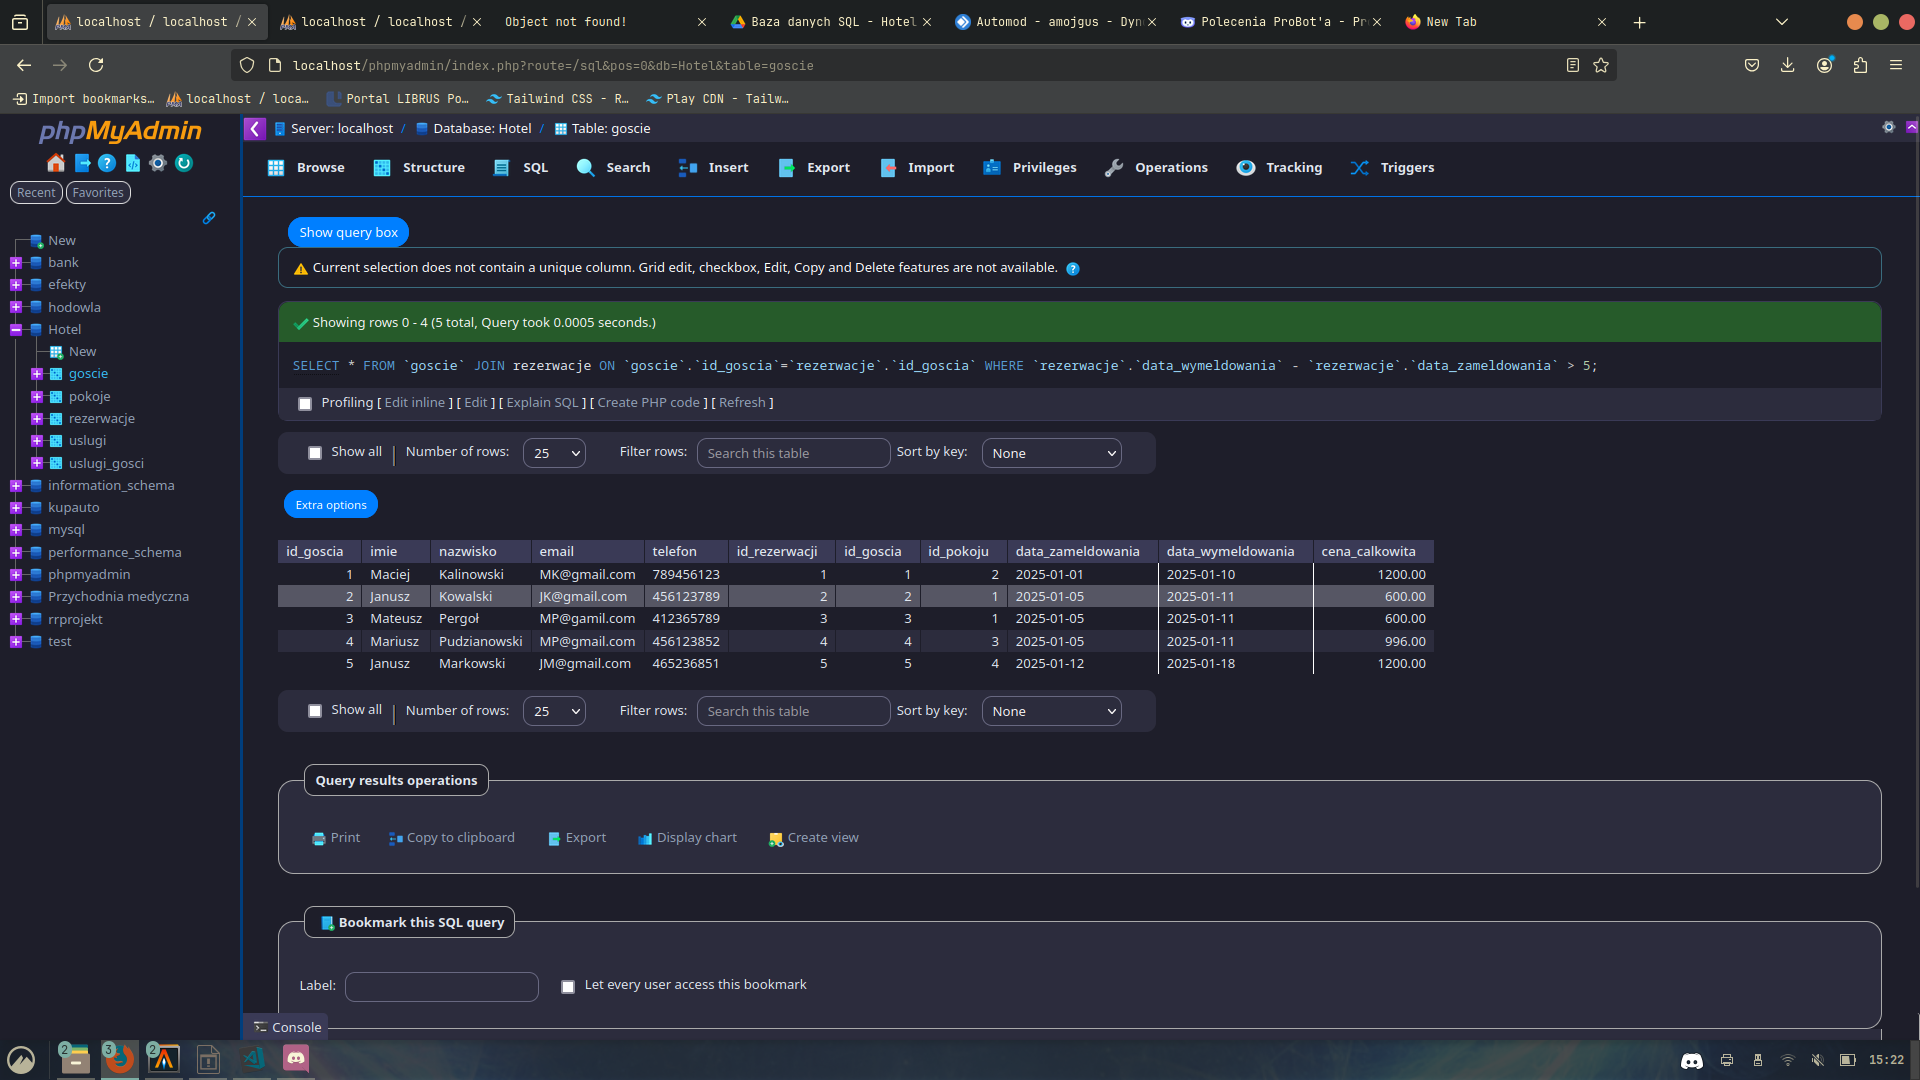 localhost / localhost /
localhost / localhost /
Object not found!
Baza danych SQL - Hotel
Automod - amojgus - Dyn
Polecenia ProBot'a - Pr
New Tab
localhost/phpmyadmin/index.php?route=/sql&pos=0&db=Hotel&table=goscie
Import bookmarks…
localhost / loca…
Portal LIBRUS Po…
Tailwind CSS - R…
Play CDN - Tailw…
phpMyAdmin
Recent
Favorites
New
bank
efekty
hodowla
Hotel
New
goscie
pokoje
rezerwacje
uslugi
uslugi_gosci
information_schema
kupauto
mysql
performance_schema
phpmyadmin
Przychodnia medyczna
rrprojekt
test
Server: localhost / Database: Hotel / Table: goscie
Browse Structure SQL Search Insert Export Import Privileges Operations Tracking Triggers
Show query box
Current selection does not contain a unique column. Grid edit, checkbox, Edit, Copy and Delete features are not available.
Showing rows 0 - 4 (5 total, Query took 0.0005 seconds.)
SELECT * FROM `goscie` JOIN rezerwacje ON `goscie`.`id_goscia`=`rezerwacje`.`id_goscia` WHERE `rezerwacje`.`data_wymeldowania` - `rezerwacje`.`data_zameldowania` > 5;
Profiling [ Edit inline ] [ Edit ] [ Explain SQL ] [ Create PHP code ] [ Refresh ]
Show all Number of rows: 25 Filter rows: Search this table Sort by key: None
Extra options
id_goscia imie nazwisko email telefon id_rezerwacji id_goscia id_pokoju data_zameldowania data_wymeldowania cena_calkowita
1 Maciej Kalinowski MK@gmail.com 789456123 1 1 2 2025-01-01 2025-01-10 1200.00
2 Janusz Kowalski JK@gmail.com 456123789 2 2 1 2025-01-05 2025-01-11 600.00
3 Mateusz Pergoł MP@gamil.com 412365789 3 3 1 2025-01-05 2025-01-11 600.00
4 Mariusz Pudzianowski MP@gmail.com 456123852 4 4 3 2025-01-05 2025-01-11 996.00
5 Janusz Markowski JM@gmail.com 465236851 5 5 4 2025-01-12 2025-01-18 1200.00
Show all Number of rows: 25 Filter rows: Search this table Sort by key: None
Query results operations
Print Copy to clipboard Export Display chart Create view
Bookmark this SQL query
Label: Let every user access this bookmark
Console
2 3 2
15:22